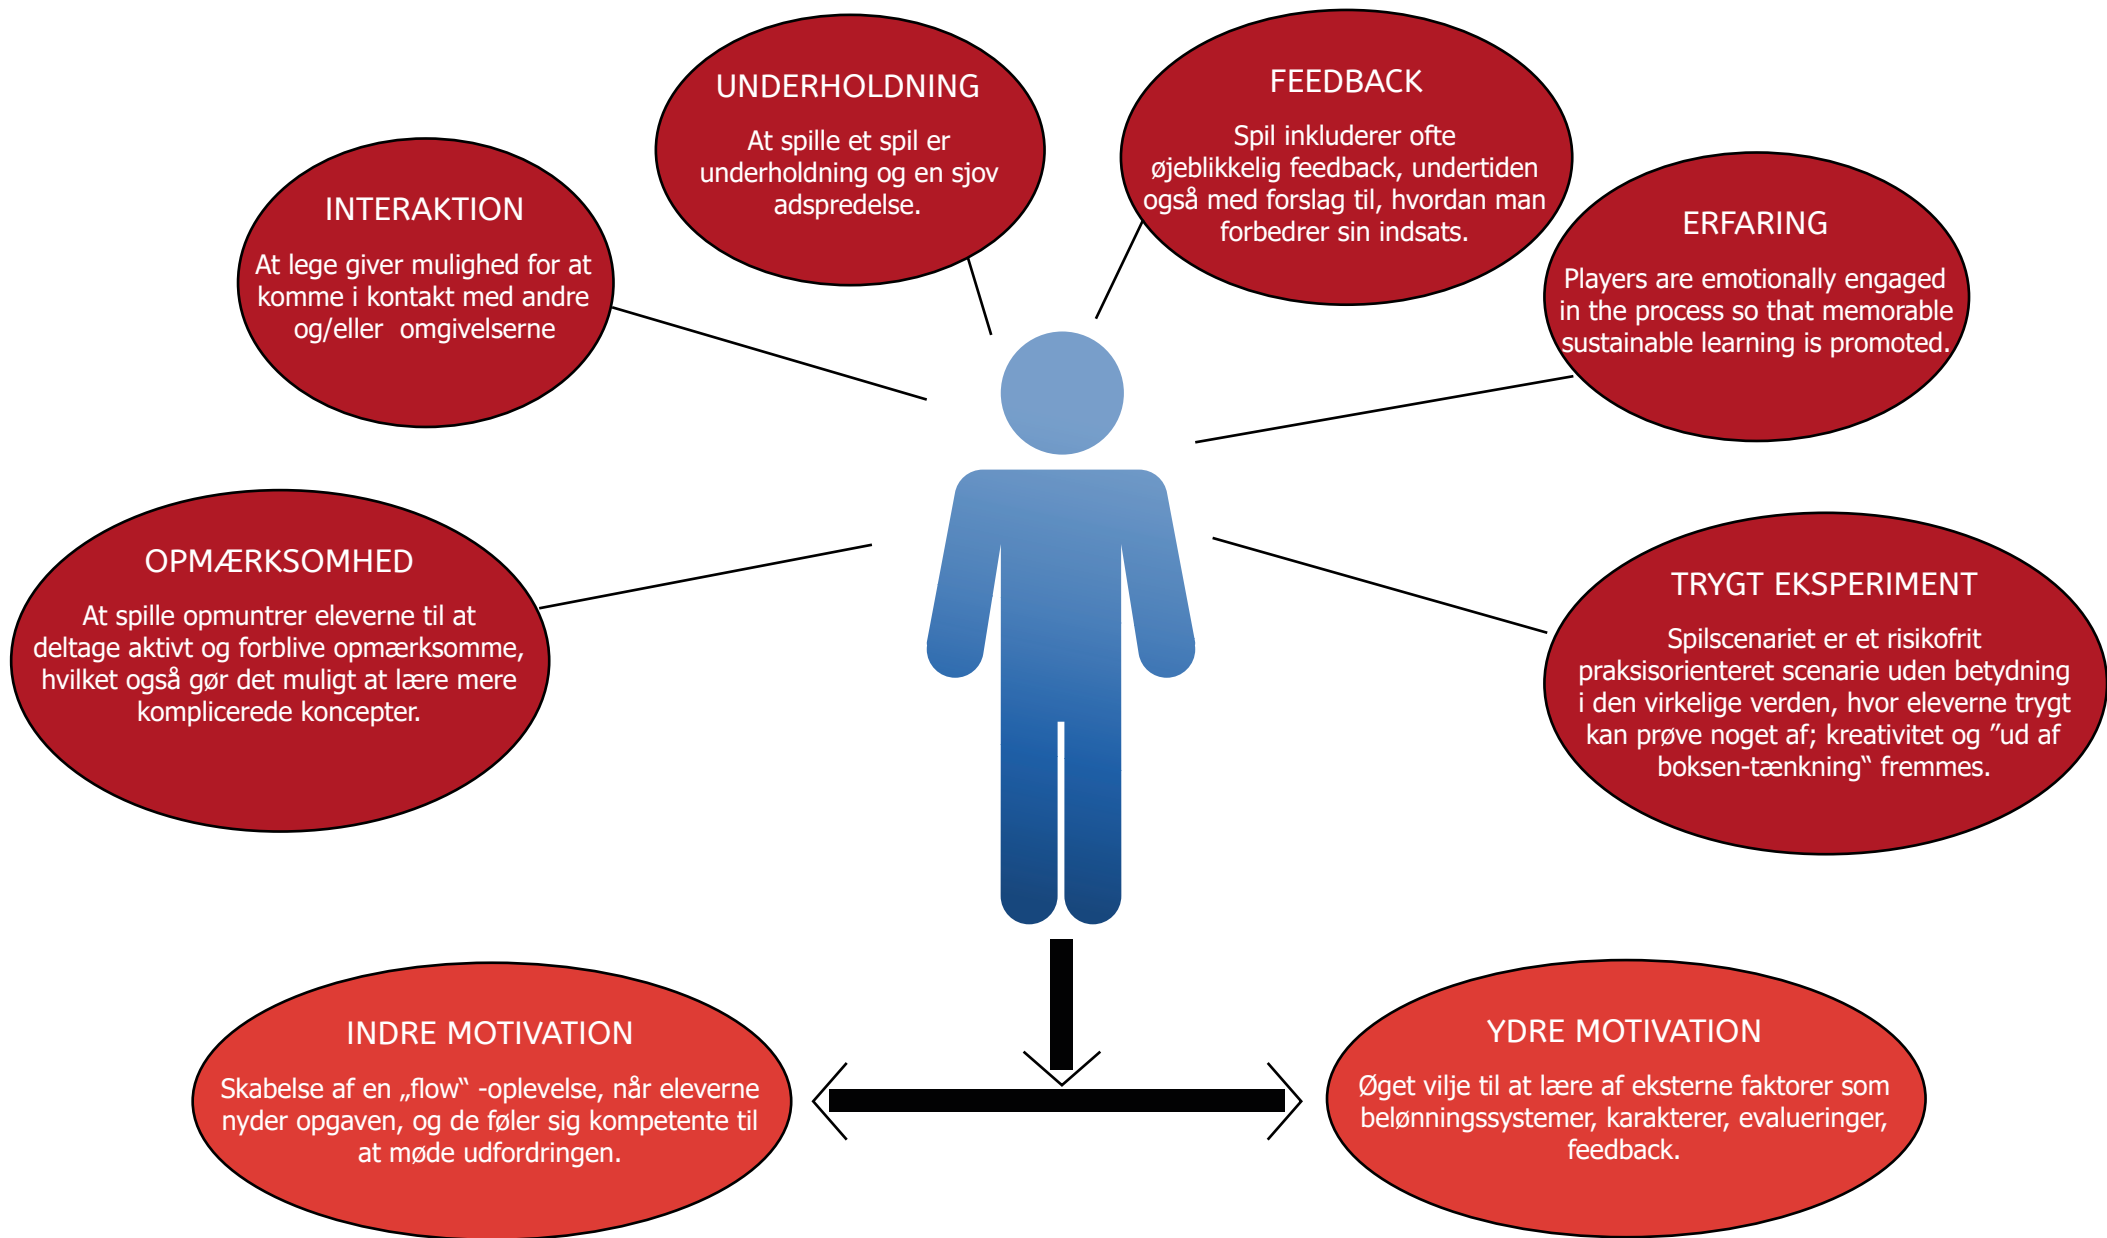 UNDERHOLDNING
At spille et spil er
underholdning og en sjov
adspredelse.
FEEDBACK
Spil inkluderer ofte
øjeblikkelig feedback, undertiden
også med forslag til, hvordan man
forbedrer sin indsats.
INTERAKTION
At lege giver mulighed for at
komme i kontakt med andre
og/eller  omgivelserne
ERFARING
Players are emotionally engaged
in the process so that memorable
sustainable learning is promoted.
OPMÆRKSOMHED
At spille opmuntrer eleverne til at
deltage aktivt og forblive opmærksomme,
hvilket også gør det muligt at lære mere
komplicerede koncepter.
TRYGT EKSPERIMENT
Spilscenariet er et risikofrit
praksisorienteret scenarie uden betydning
i den virkelige verden, hvor eleverne trygt
kan prøve noget af; kreativitet og ”ud af
boksen-tænkning“ fremmes.
INDRE MOTIVATION
Skabelse af en „flow“ -oplevelse, når eleverne
nyder opgaven, og de føler sig kompetente til
at møde udfordringen.
YDRE MOTIVATION
Øget vilje til at lære af eksterne faktorer som
belønningssystemer, karakterer, evalueringer,
feedback.